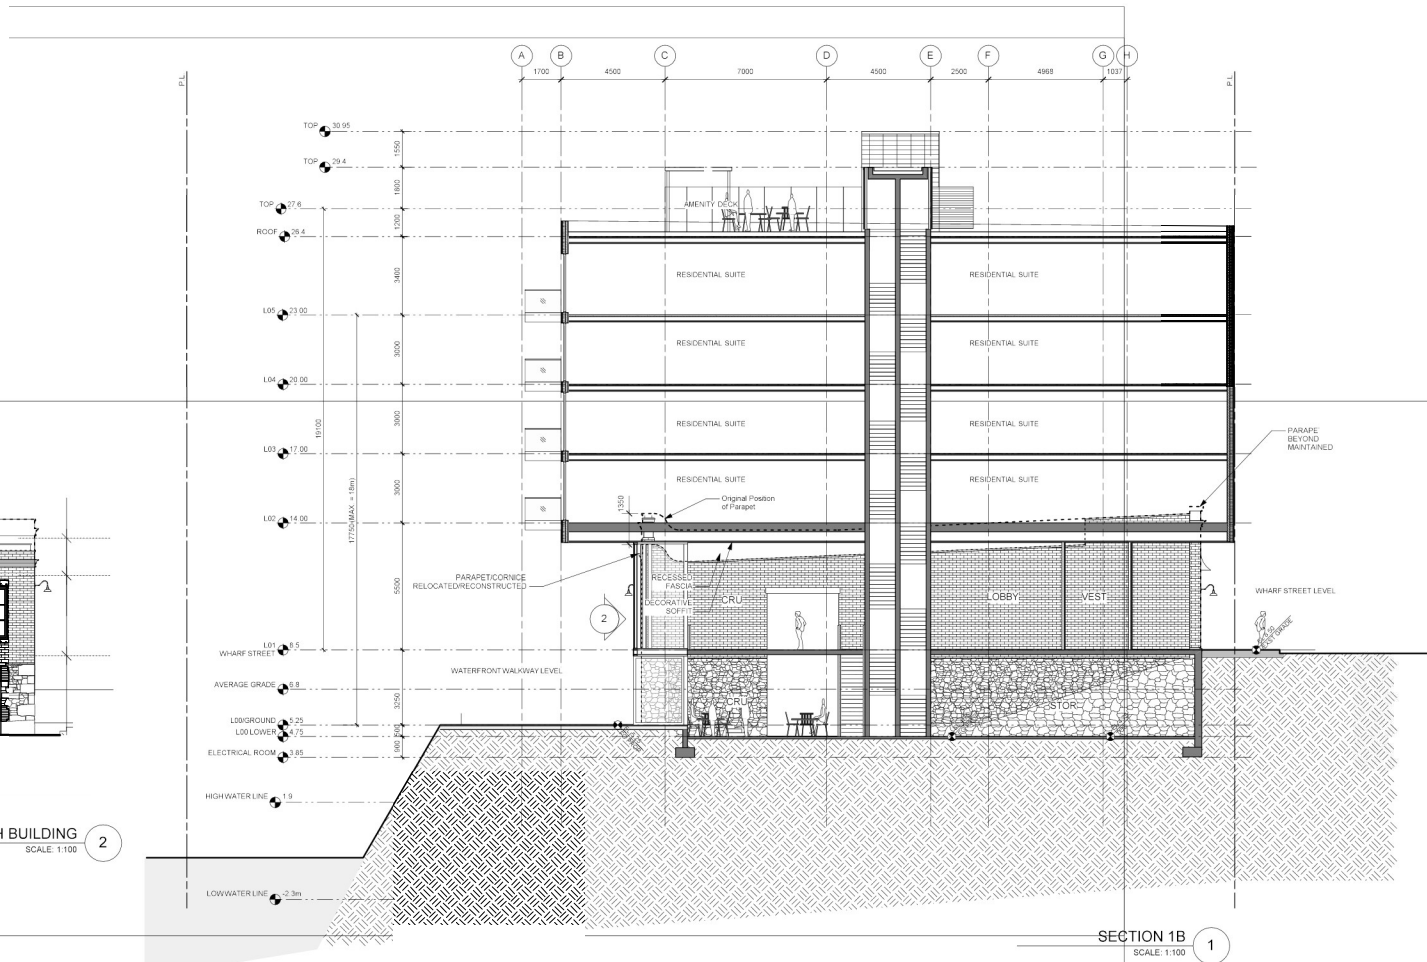 A B C D E F G H
1700 4500 7000 4500 2500 4968 1037
P.L.
P.L.
TOP 30.95
1550
TOP 29.4
1800
TOP 27.6
AMENITY DECK
1200
ROOF 26.4
3400
RESIDENTIAL SUITE RESIDENTIAL SUITE
L05 23.00
3000
RESIDENTIAL SUITE RESIDENTIAL SUITE
L04 20.00
19100
3000
RESIDENTIAL SUITE RESIDENTIAL SUITE
PARAPE
BEYOND
MAINTAINED
L03 17.00
17750 (MAX. = 18m)
3000
RESIDENTIAL SUITE RESIDENTIAL SUITE
1350
Original Position
of Parapet
L02 14.00
5500
PARAPET/CORNICE
RELOCATED/RECONSTRUCTED
RECESSED
FASCIA
DECORATIVE
SOFFIT
CRU
LOBBY
VEST
WHARF STREET LEVEL
2
EXST GRADE
L01 8.5
WHARF STREET
WATERFRONT WALKWAY LEVEL
AVERAGE GRADE 6.8
3250
CRU
STOR.
L00/GROUND 5.25
500
L00 LOWER 4.75
900
ELECTRICAL ROOM 3.85
HIGH WATER LINE 1.9
H BUILDING
SCALE: 1:100
2
LOW WATER LINE -2.3m
SECTION 1B
SCALE: 1:100
1